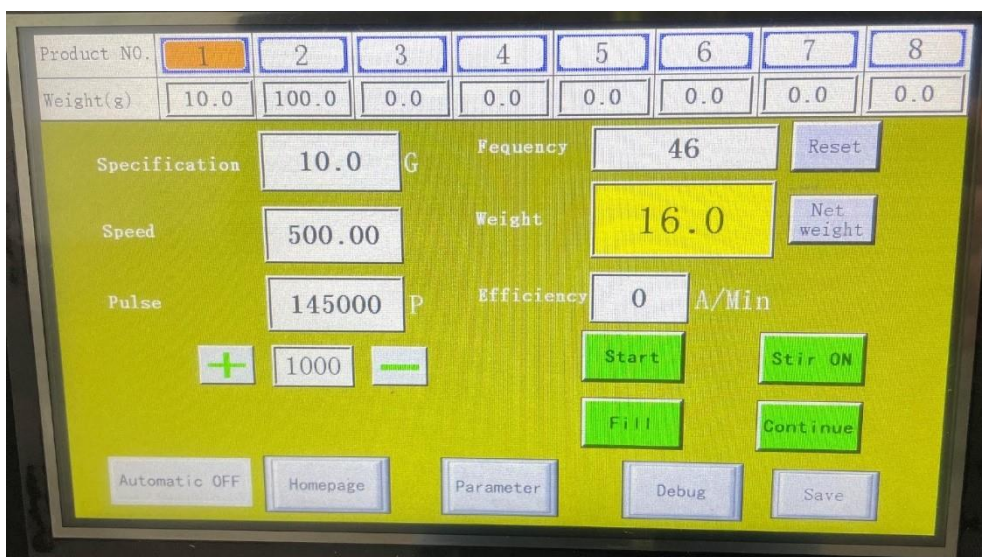 Product NO. 1 2 3 4 5 6 7 8
Weight(g) 10.0 100.0 0.0 0.0 0.0 0.0 0.0 0.0
Specification 10.0 G Fequency 46 Reset
Speed 500.00 Weight 16.0 Net weight
Pulse 145000 P Efficiency 0 A/Min
1000 Start Stir ON
Fill Continue
Automatic OFF Homepage Parameter Debug Save